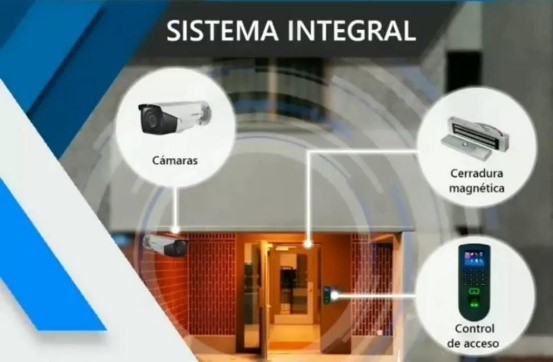 SISTEMA INTEGRAL
Cámaras
Cerradura
magnética
Control
de acceso